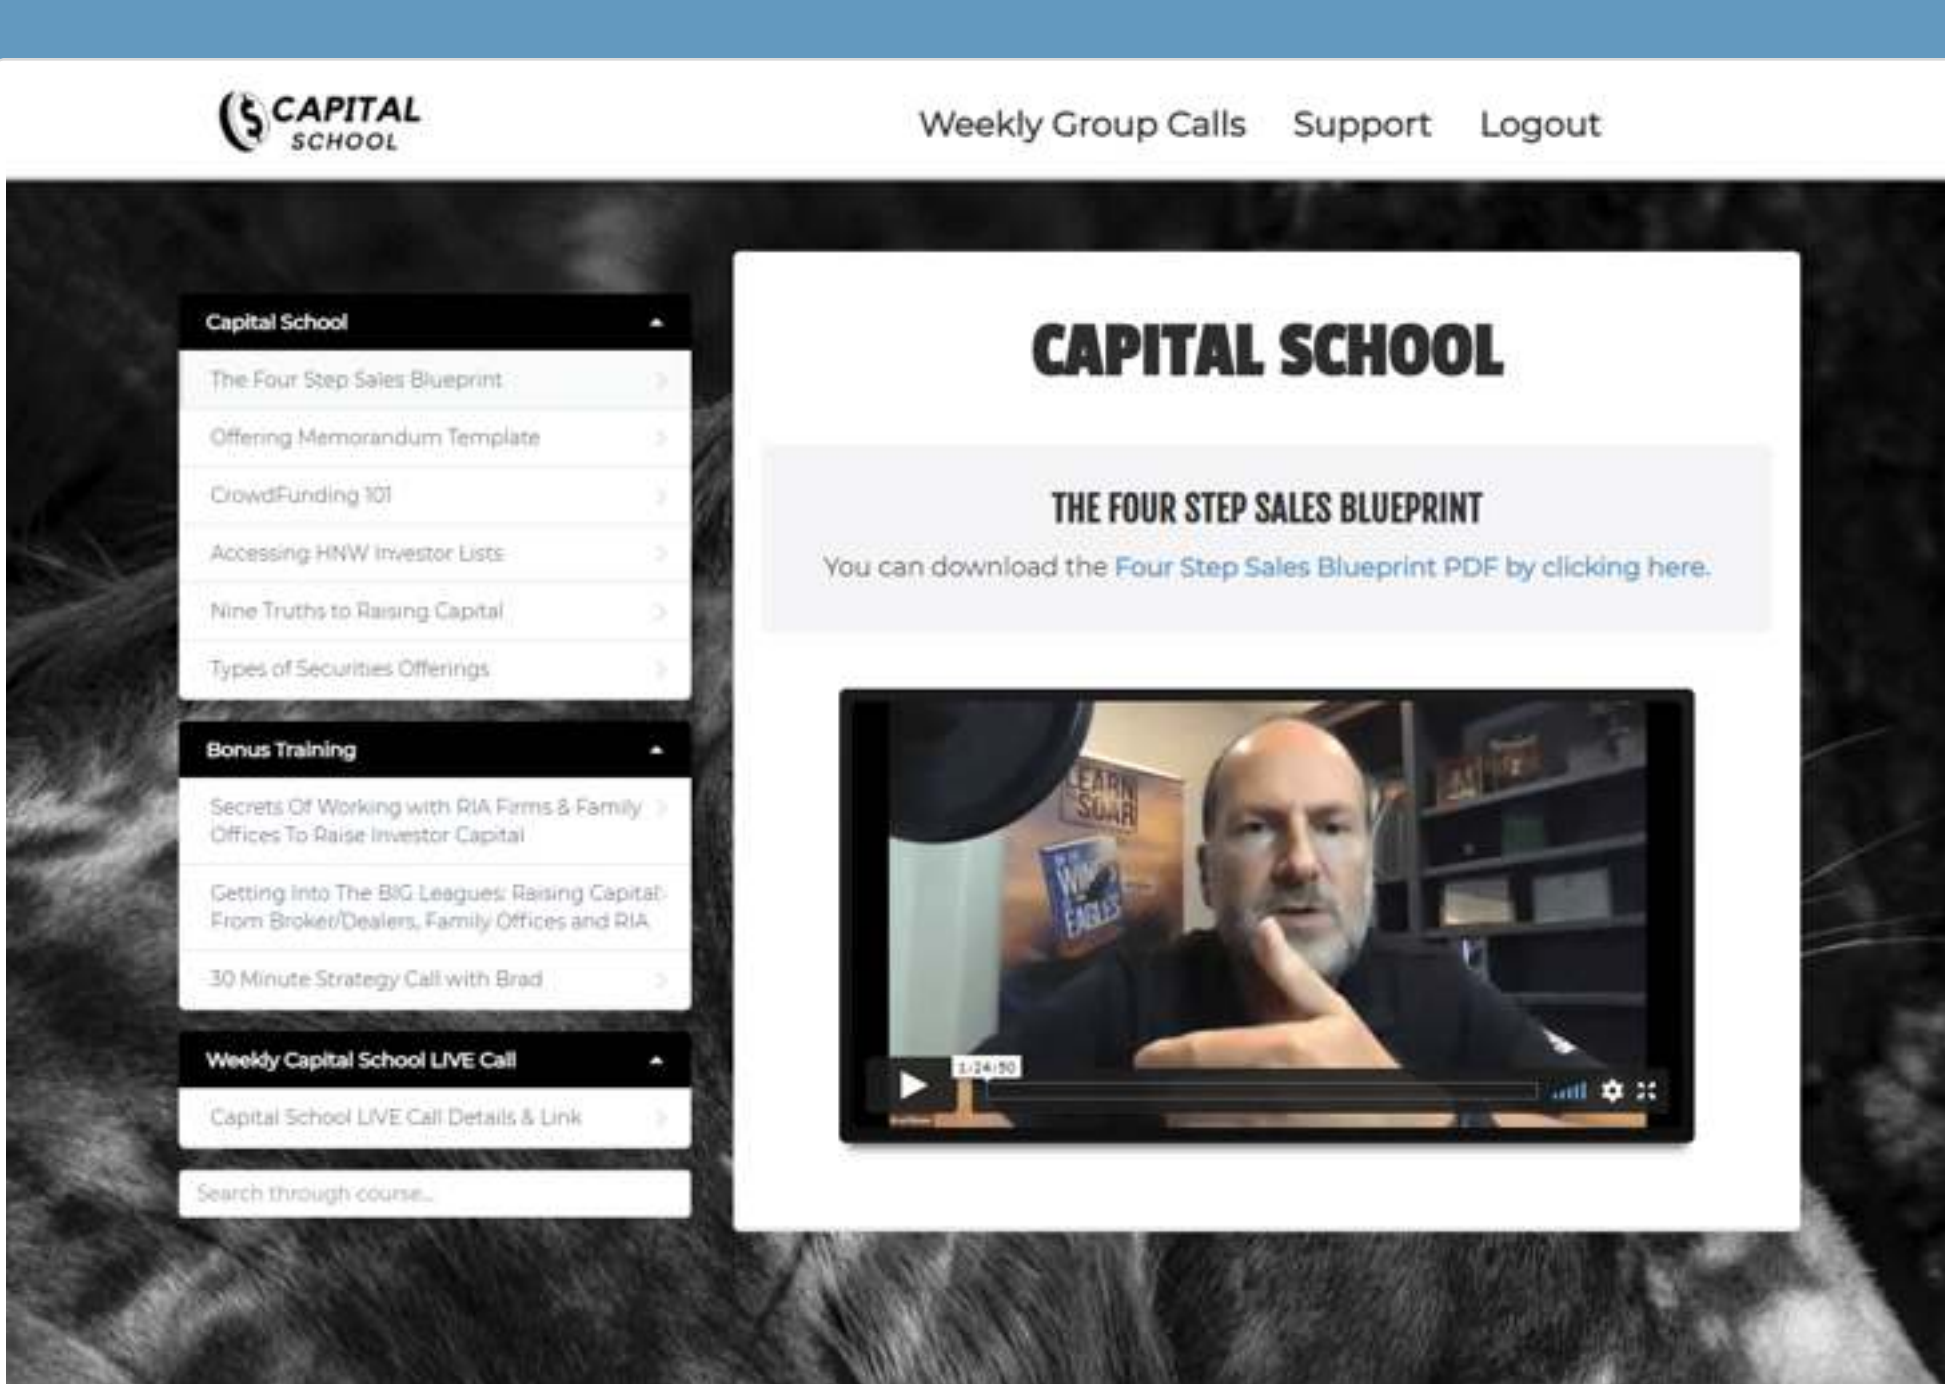 CAPITAL
SCHOOL
Weekly Group Calls Support Logout
Capital School
The Four Step Sales Blueprint
Offering Memorandum Template
CrowdFunding 101
Accessing HNW Investor Lists
Nine Truths to Raising Capital
Types of Securities Offerings
Bonus Training
Secrets Of Working with RIA Firms & Family
Offices To Raise Investor Capital
Getting Into The BIG Leagues: Raising Capital
From Broker/Dealers, Family Offices and RIA
30 Minute Strategy Call with Brad
Weekly Capital School LIVE Call
Capital School LIVE Call Details & Link
Search through course...
CAPITAL SCHOOL
THE FOUR STEP SALES BLUEPRINT
You can download the Four Step Sales Blueprint PDF by clicking here.
LEARN
SOAR
EAGLES
1:24:50